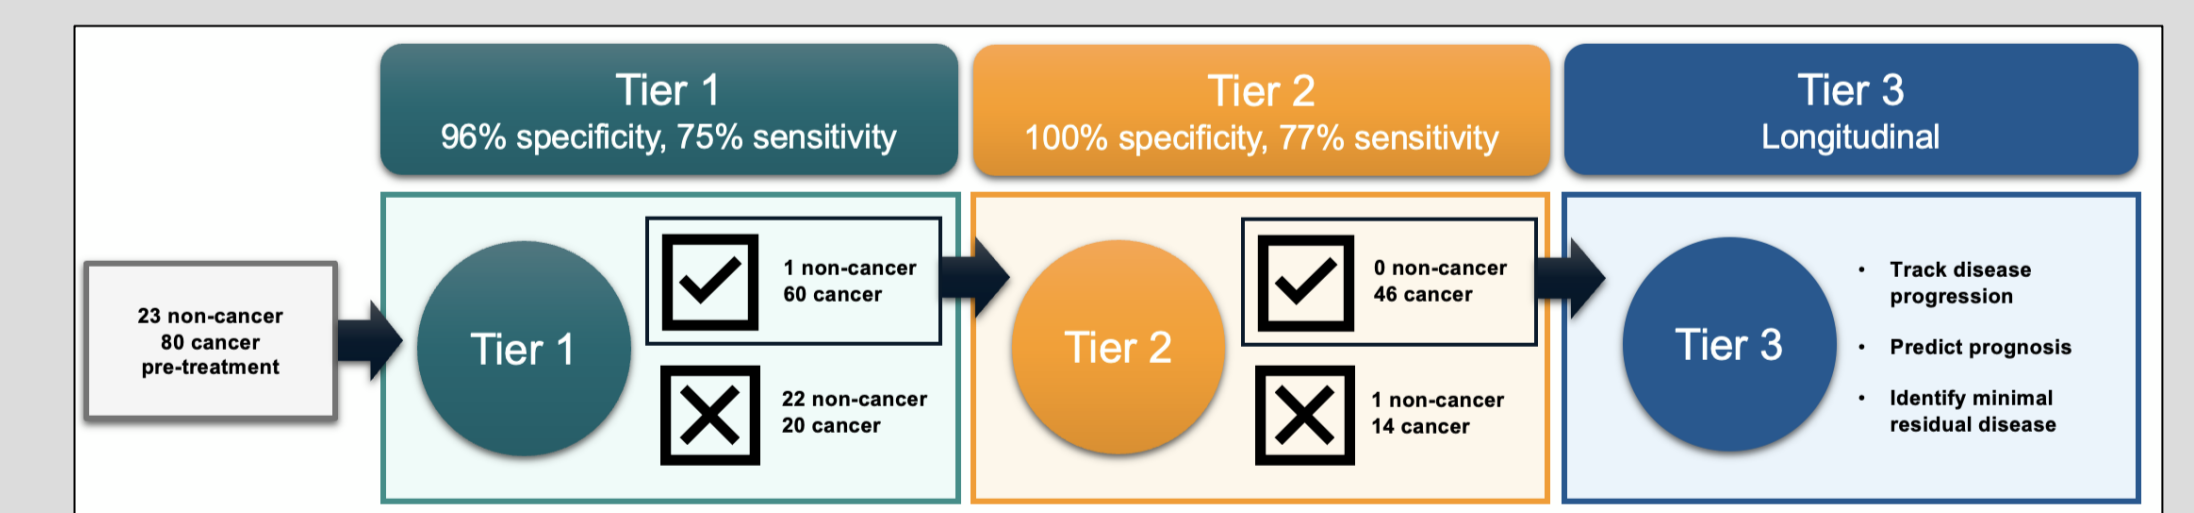 Tier 1
96% specificity, 75% sensitivity
Tier 2
100% specificity, 77% sensitivity
Tier 3
Longitudinal
23 non-cancer
80 cancer
pre-treatment
Tier 1
1 non-cancer
60 cancer
22 non-cancer
20 cancer
Tier 2
0 non-cancer
46 cancer
1 non-cancer
14 cancer
Tier 3
• Track disease
progression
• Predict prognosis
• Identify minimal
residual disease